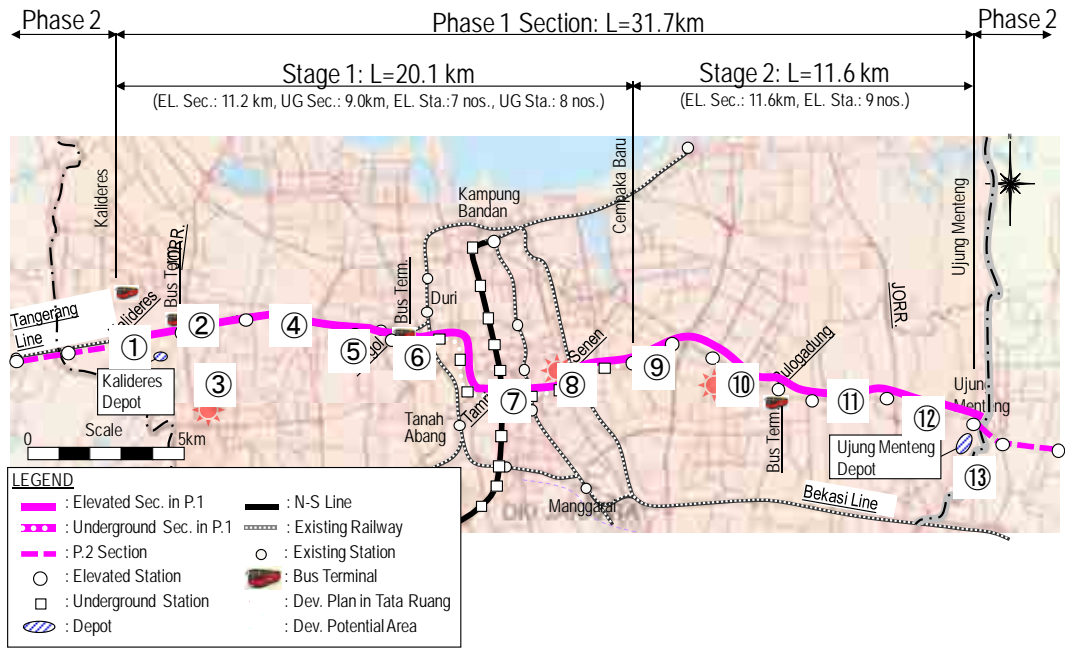 Phase 2
Phase 1 Section: L=31.7km
Phase 2
Stage 1: L=20.1 km
Stage 2: L=11.6 km
(EL. Sec.: 11.2 km, UG Sec.: 9.0km, EL. Sta.:7 nos., UG Sta.: 8 nos.)
(EL. Sec.: 11.6km, EL. Sta.: 9 nos.)
N
Kalideres
JORR.
Bus Term.
Kampung
Bandan
Cempaka Baru
Ujung Menteng
Bus Term.
Duri
Kalideres
JORR.
Tangerang
Line
Senen
Pulogadung
① ② ③ ④ ⑤ ⑥ ⑦ ⑧ ⑨ ⑩ ⑪ ⑫ ⑬
Kalideres
Depot
Tanah
Abang
Bus Term.
Ujung
Menteng
Ujung Menteng
Depot
Scale
0 5km
Manggarai
Bekasi Line
DKI JAKARTA
LEGEND
: Elevated Sec. in P.1
: N-S Line
: Underground Sec. in P.1
: Existing Railway
: P.2 Section
: Existing Station
: Elevated Station
: Bus Terminal
: Underground Station
: Dev. Plan in Tata Ruang
: Depot
: Dev. Potential Area